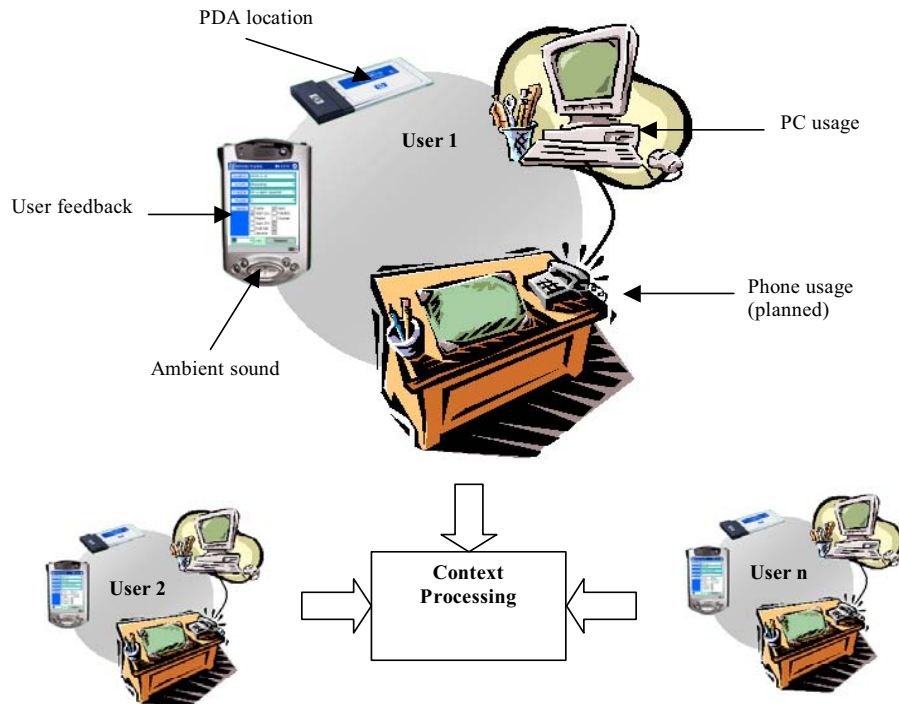 PDA location
User 1
PC usage
User feedback
Phone usage
(planned)
Ambient sound
User 2
Context
Processing
User n